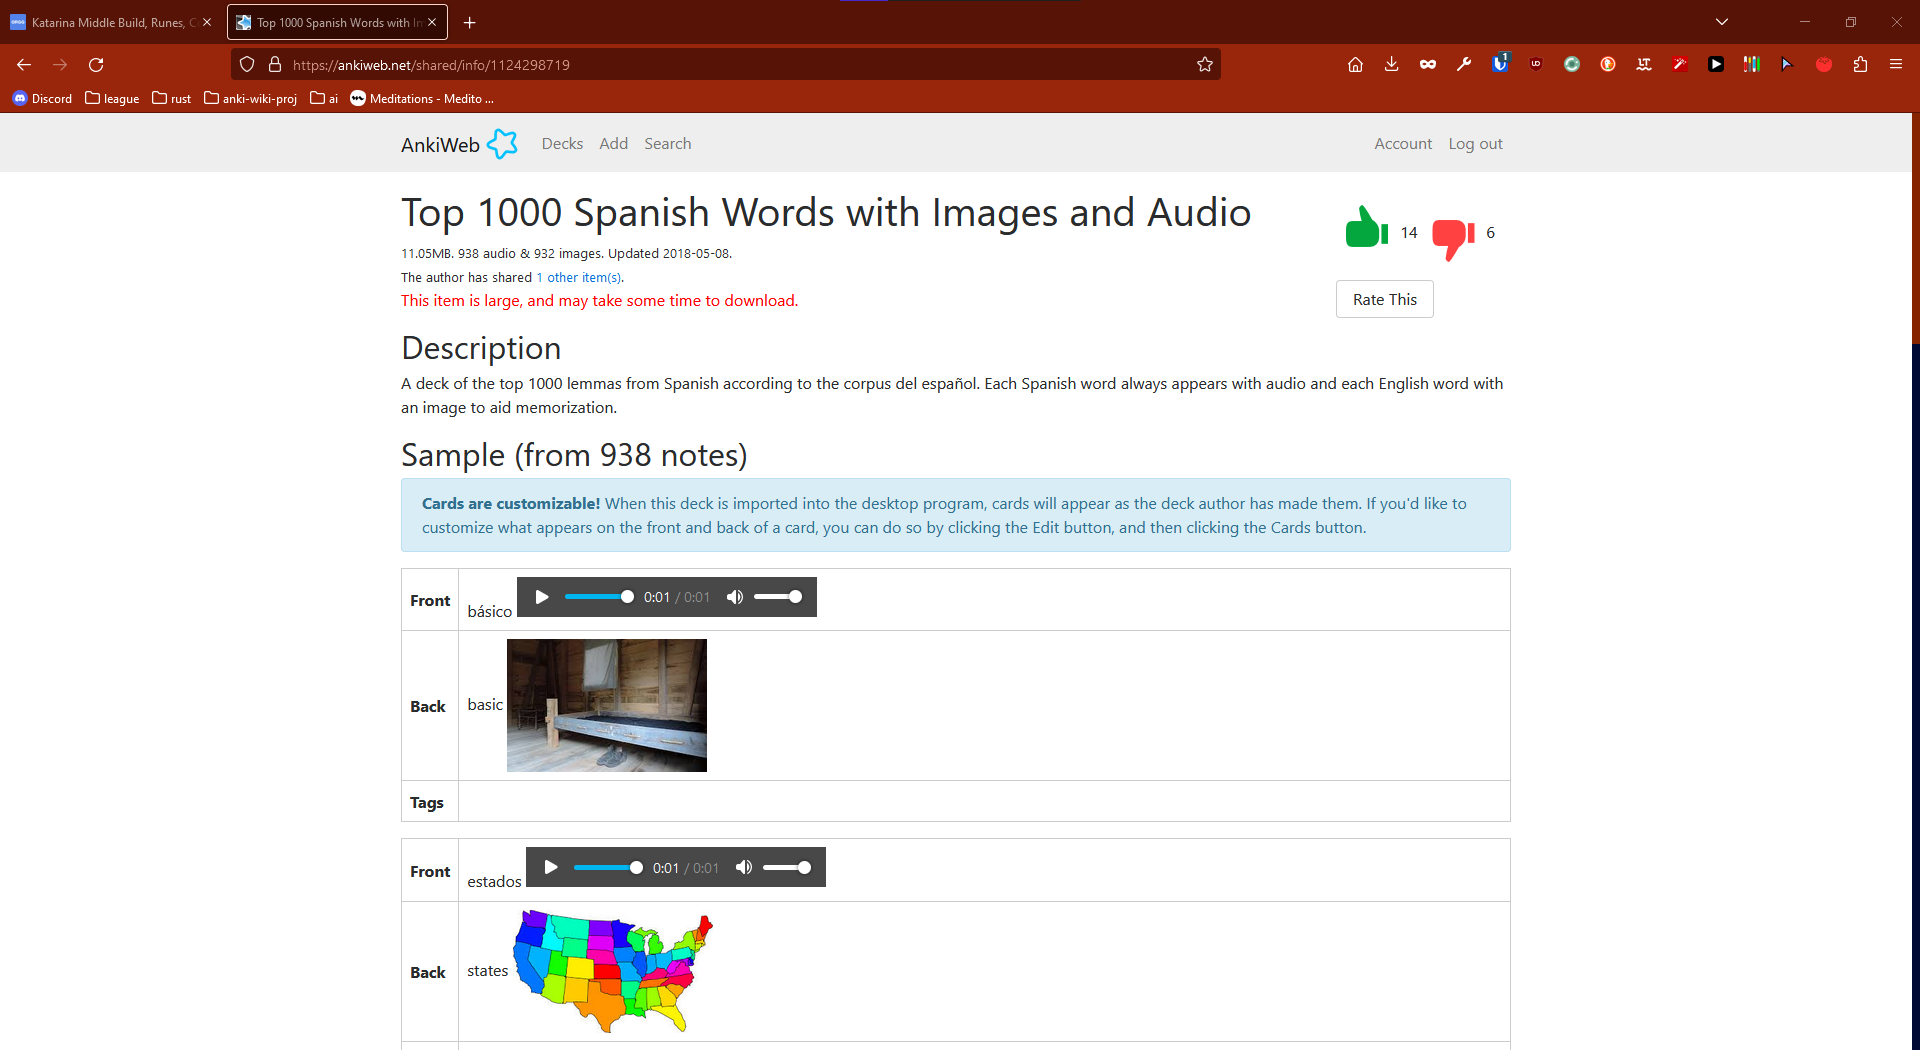 Katarina Middle Build, Runes, C
Top 1000 Spanish Words with In
https://ankiweb.net/shared/info/1124298719
Discord league rust anki-wiki-proj ai Meditations - Medito ...
AnkiWeb Decks Add Search Account Log out
Top 1000 Spanish Words with Images and Audio
14 6
11.05MB. 938 audio & 932 images. Updated 2018-05-08.
The author has shared 1 other item(s).
This item is large, and may take some time to download.
Rate This
Description
A deck of the top 1000 lemmas from Spanish according to the corpus del español. Each Spanish word always appears with audio and each English word with
an image to aid memorization.
Sample (from 938 notes)
Cards are customizable! When this deck is imported into the desktop program, cards will appear as the deck author has made them. If you'd like to
customize what appears on the front and back of a card, you can do so by clicking the Edit button, and then clicking the Cards button.
Front básico 0:01 / 0:01
Back basic
Tags
Front estados 0:01 / 0:01
Back states